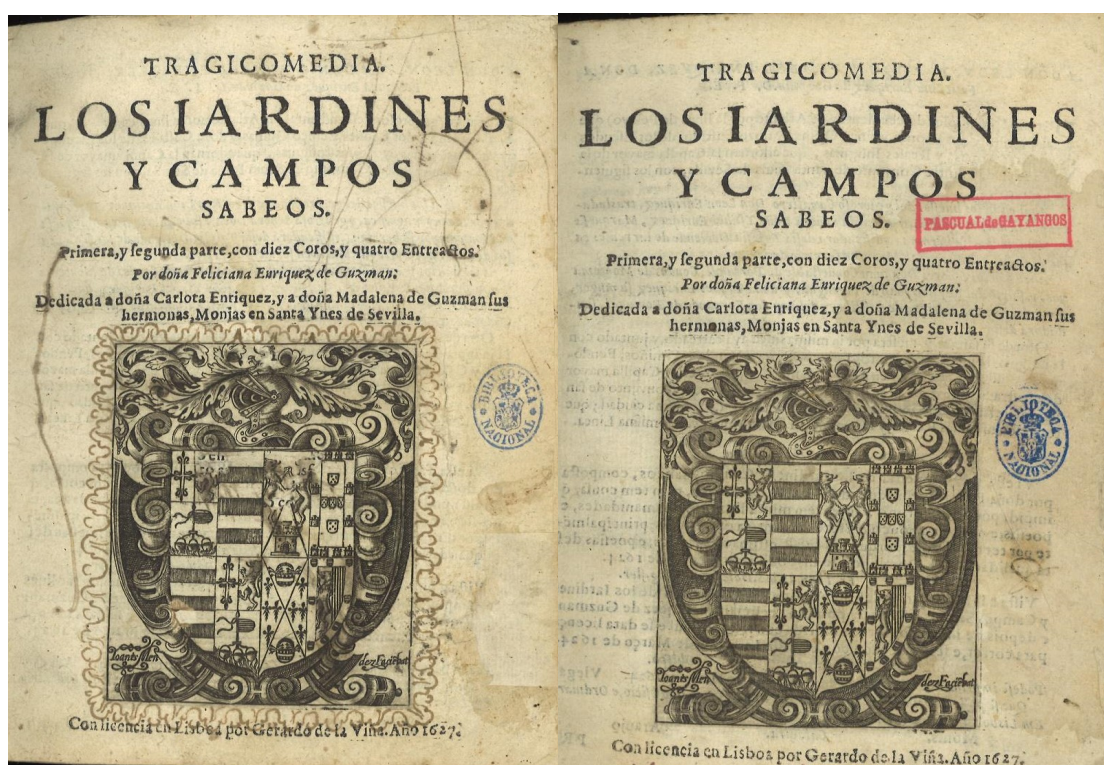 TRAGICOMEDIA.
LOS IARDINES
Y CAMPOS
SABEOS.
Primera, y segunda parte, con diez Coros, y quatro Entreactos.
Por doña Feliciana Enriquez de Guzman:
Dedicada a doña Carlota Enriquez, y a doña Madalena de Guzman sus
hermonas, Monjas en Santa Ynes de Sevilla.
BIBLIOTECA
NACIONAL
Con licencia en Lisboa por Gerardo de la Viña. Año 1627.
TRAGICOMEDIA.
LOS IARDINES
Y CAMPOS
SABEOS.
PASCUAL de GAYANGOS
Primera, y segunda parte, con diez Coros, y quatro Entreactos.
Por doña Feliciana Enriquez de Guzman:
Dedicada a doña Carlota Enriquez, y a doña Madalena de Guzman sus
hermonas, Monjas en Santa Ynes de Sevilla.
BIBLIOTECA
NACIONAL
Con licencia en Lisboa por Gerardo de la Viña. Año 1627.